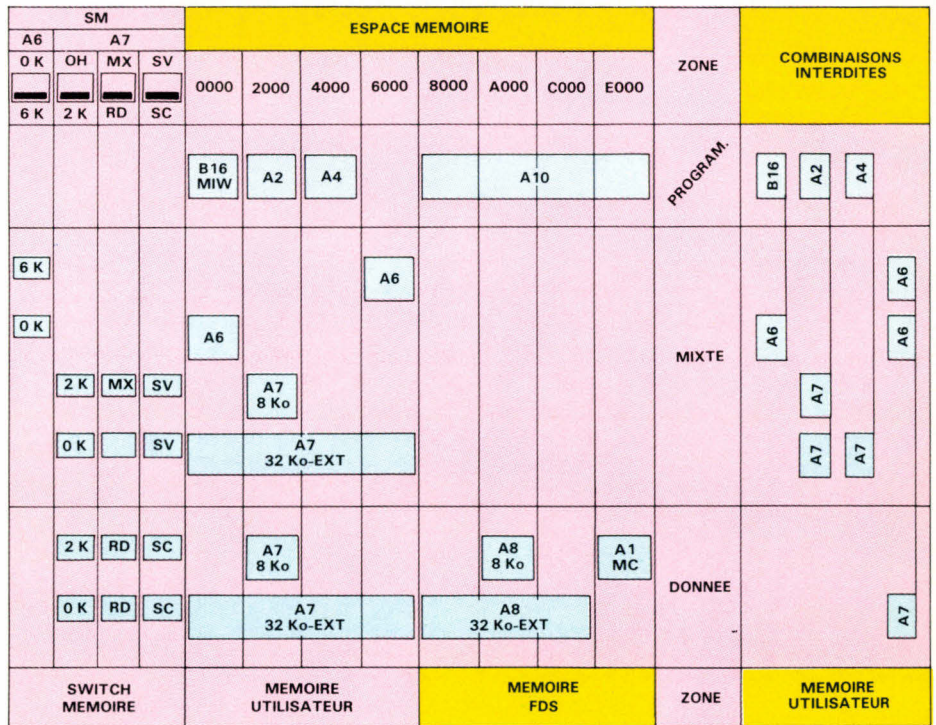 SM
ESPACE MEMOIRE
ZONE
COMBINAISONS
INTERDITES
A6
A7
0 K
OH
MX
SV
6 K
2 K
RD
SC
0000
2000
4000
6000
8000
A000
C000
E000
B16
MIW
A2
A4
A10
PROGRAM.
B16
A2
A4
6 K
A6
A6
0 K
A6
MIXTE
A6
A6
2 K
MX
SV
A7
8 Ko
A7
0 K
SV
A7
32 Ko-EXT
A7
A7
2 K
RD
SC
A7
8 Ko
A8
8 Ko
A1
MC
DONNEE
0 K
RD
SC
A7
32 Ko-EXT
A8
32 Ko-EXT
A7
SWITCH
MEMOIRE
MEMOIRE
UTILISATEUR
MEMOIRE
FDS
ZONE
MEMOIRE
UTILISATEUR